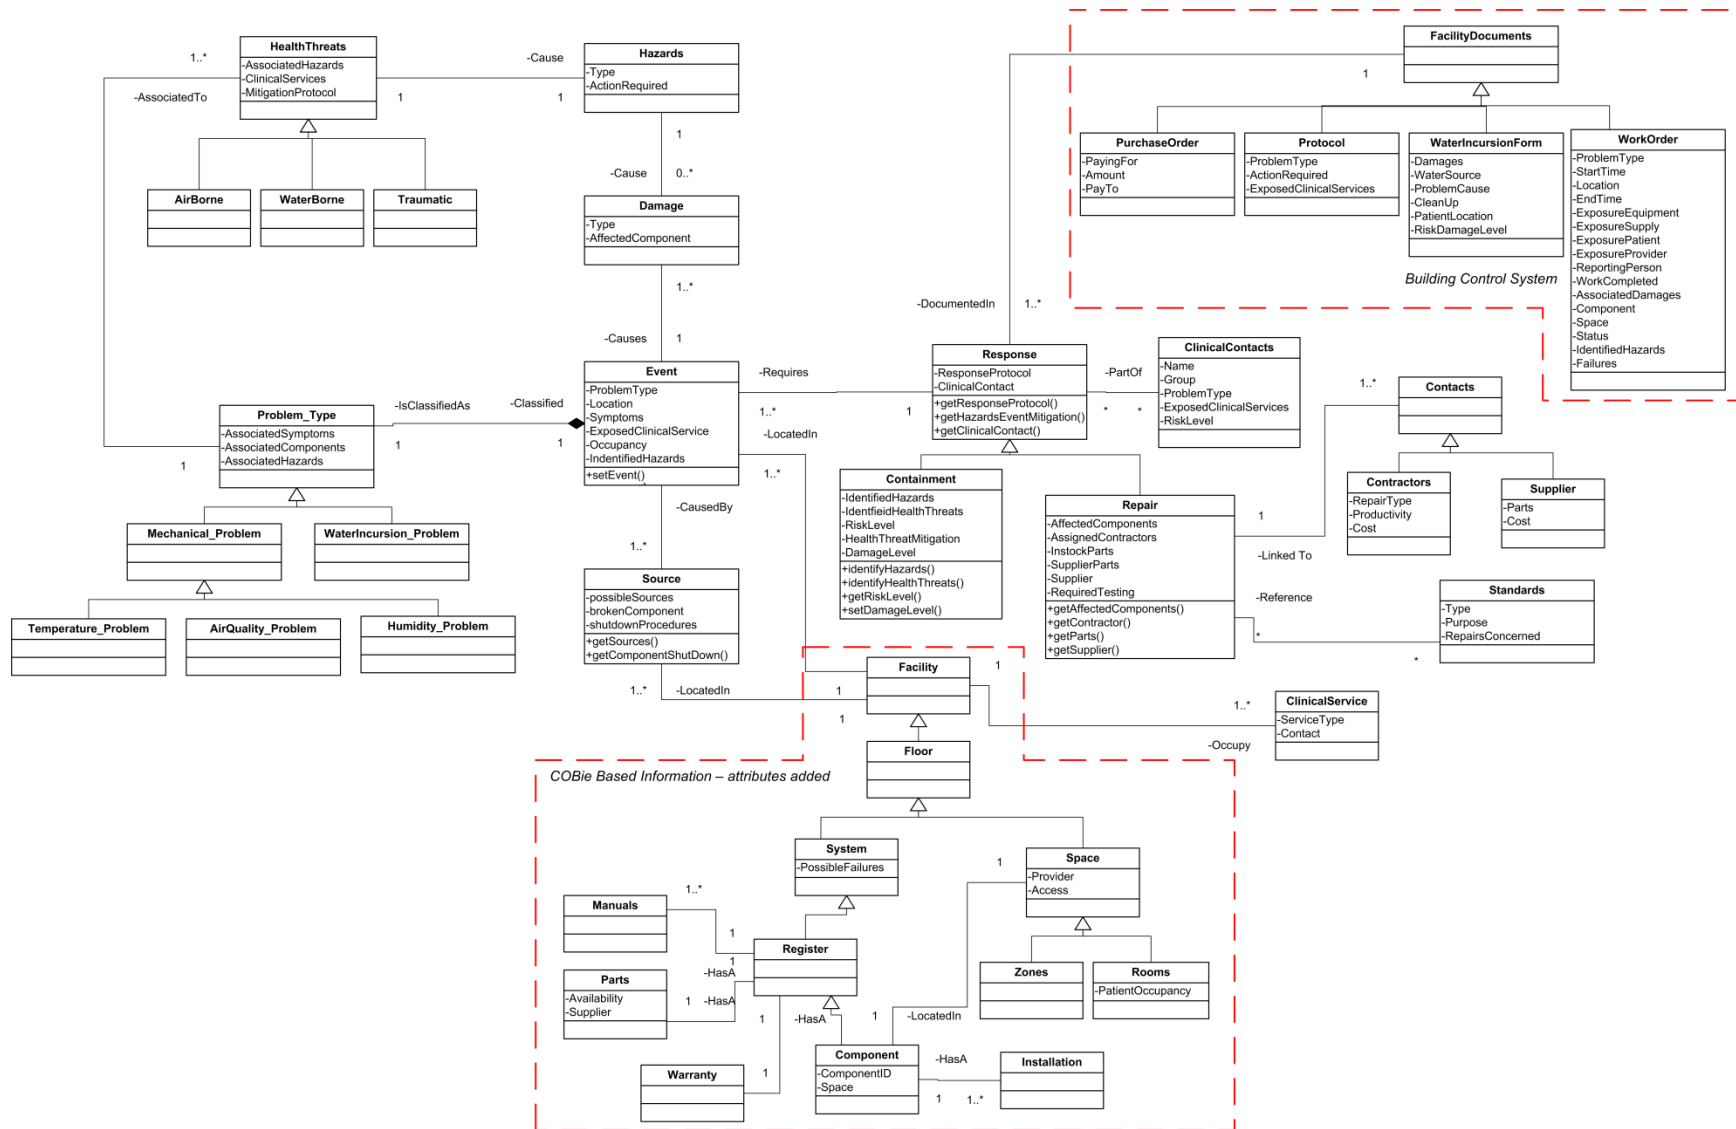 HealthThreats
-AssociatedHazards
-ClinicalServices
-MitigationProtocol
1..*
-AssociatedTo
-Cause
1
1
Hazards
-Type
-ActionRequired
1
-Cause
0..*
AirBorne
WaterBorne
Traumatic
Damage
-Type
-AffectedComponent
1..*
-Causes
1
FacilityDocuments
1
PurchaseOrder
-PayingFor
-Amount
-PayTo
Protocol
-ProblemType
-ActionRequired
-ExposedClinicalServices
WaterIncursionForm
-Damages
-WaterSource
-ProblemCause
-CleanUp
-PatientLocation
-RiskDamageLevel
WorkOrder
-ProblemType
-StartTime
-Location
-EndTime
-ExposureEquipment
-ExposureSupply
-ExposurePatient
-ExposureProvider
-ReportingPerson
-WorkCompleted
-AssociatedDamages
-Component
-Space
-Status
-IdentifiedHazards
-Failures
Building Control System
-DocumentedIn
1..*
Event
-ProblemType
-Location
-Symptoms
-ExposedClinicalService
-Occupancy
-IndentifiedHazards
+setEvent()
-Requires
1..*
1
-LocatedIn
1..*
Response
-ResponseProtocol
-ClinicalContact
+getResponseProtocol()
+getHazardsEventMitigation()
+getClinicalContact()
-PartOf
*
*
ClinicalContacts
-Name
-Group
-ProblemType
-ExposedClinicalServices
-RiskLevel
1..*
Contacts
Problem_Type
-AssociatedSymptoms
-AssociatedComponents
-AssociatedHazards
-IsClassifiedAs
-Classified
1
1
1
Mechanical_Problem
WaterIncursion_Problem
Temperature_Problem
AirQuality_Problem
Humidity_Problem
-CausedBy
1..*
Source
-possibleSources
-brokenComponent
-shutdownProcedures
+getSources()
+getComponentShutDown()
1..*
-LocatedIn
1
Containment
-IdentifiedHazards
-IdentfieidHealthThreats
-RiskLevel
-HealthThreatMitigation
-DamageLevel
+identifyHazards()
+identifyHealthThreats()
+getRiskLevel()
+setDamageLevel()
Repair
-AffectedComponents
-AssignedContractors
-InstockParts
-SupplierParts
-Supplier
-RequiredTesting
+getAffectedComponents()
+getContractor()
+getParts()
+getSupplier()
1
-Linked To
-Reference
*
*
Contractors
-RepairType
-Productivity
-Cost
Supplier
-Parts
-Cost
Standards
-Type
-Purpose
-RepairsConcerned
Facility
1
1
1..*
-Occupy
ClinicalService
-ServiceType
-Contact
Floor
COBie Based Information – attributes added
System
-PossibleFailures
1
Space
-Provider
-Access
Manuals
1..*
1
1
-HasA
Register
Parts
-Availability
-Supplier
1
-HasA
1
-HasA
1
-LocatedIn
Zones
Rooms
-PatientOccupancy
Warranty
1
Component
-ComponentID
-Space
-HasA
1
1..*
Installation